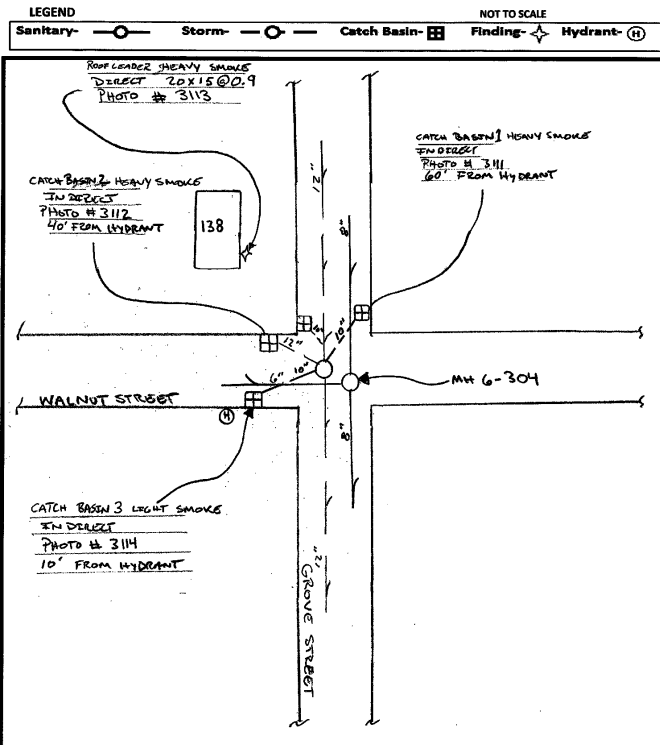 LEGEND
NOT TO SCALE
Sanitary- Storm- Catch Basin- Finding- Hydrant- H
ROOF LEADER HEAVY SMOKE
DIRECT 20X15@0.9
PHOTO # 3113
CATCH BASIN 1 HEAVY SMOKE
INDIRECT
PHOTO # 3111
60' FROM HYDRANT
CATCH BASIN 2 HEAVY SMOKE
INDIRECT
PHOTO # 3112
40' FROM HYDRANT
138
12"
8"
12"
10"
6"
10"
MH 6-304
WALNUT STREET
H
8"
CATCH BASIN 3 LIGHT SMOKE
INDIRECT
PHOTO # 3114
10' FROM HYDRANT
12"
GROVE STREET